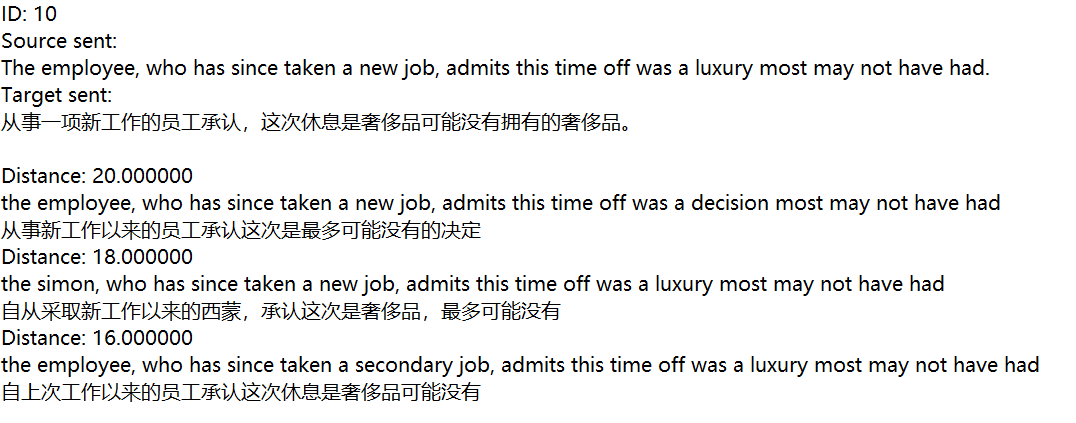 ID: 10
Source sent:
The employee, who has since taken a new job, admits this time off was a luxury most may not have had.
Target sent:
从事一项新工作的员工承认，这次休息是奢侈品可能没有拥有的奢侈品。
Distance: 20.000000
the employee, who has since taken a new job, admits this time off was a decision most may not have had
从事新工作以来的员工承认这次是最多可能没有的决定
Distance: 18.000000
the simon, who has since taken a new job, admits this time off was a luxury most may not have had
自从采取新工作以来的西蒙，承认这次是奢侈品，最多可能没有
Distance: 16.000000
the employee, who has since taken a secondary job, admits this time off was a luxury most may not have had
自上次工作以来的员工承认这次休息是奢侈品可能没有